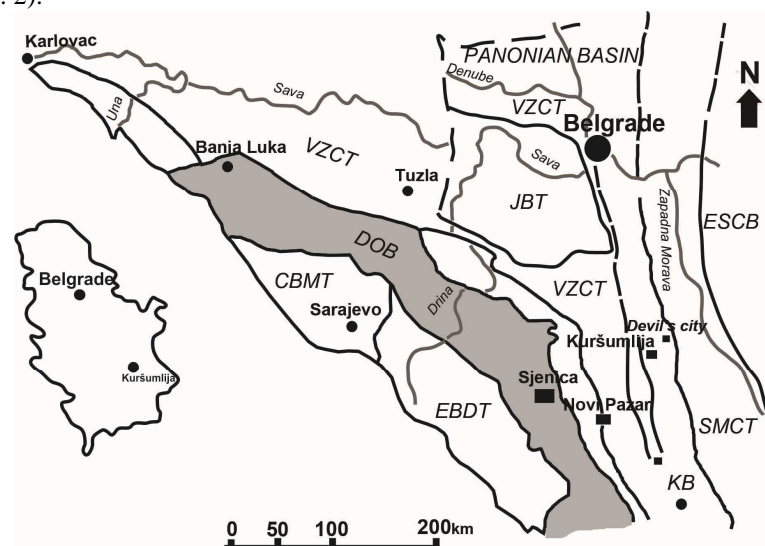 . 2).
Karlovac
PANONIAN BASIN
Denube
N
Una
Sava
VZCT
Belgrade
Banja Luka
VZCT
Sava
Tuzla
JBT
Zapadna Morava
ESCB
DOB
CBMT
VZCT
Belgrade
Drina
Sarajevo
Devil's city
Kuršumlija
Kuršumlija
Sjenica
Novi Pazar
EBDT
SMCT
KB
0 50 100 200km